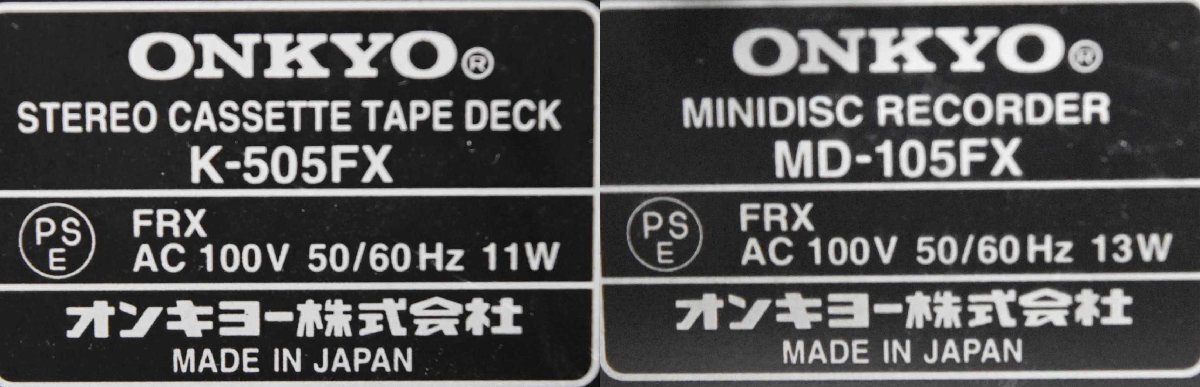 ONKYO®
STEREO CASSETTE TAPE DECK
K-505FX
PSE
FRX
AC 100V 50/60Hz 11W
オンキヨー株式会社
MADE IN JAPAN
ONKYO®
MINIDISC RECORDER
MD-105FX
PSE
FRX
AC 100V 50/60Hz 13W
オンキヨー株式会社
MADE IN JAPAN